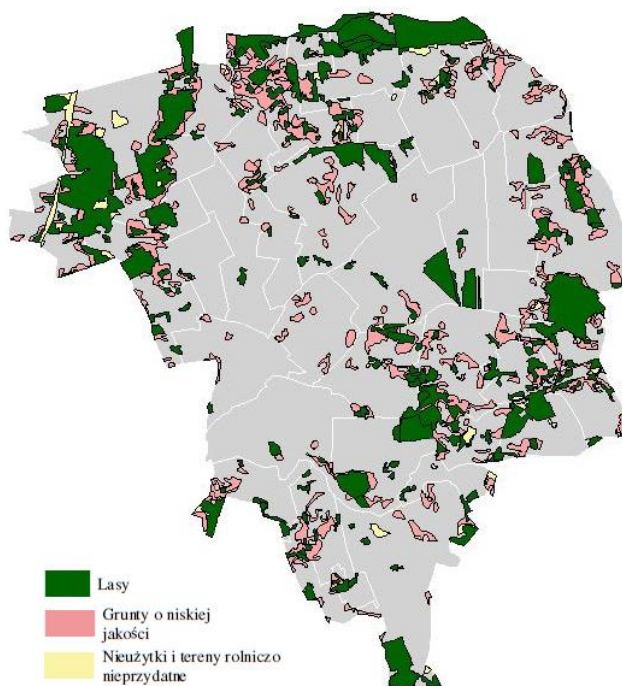 Lasy
Grunty o niskiej
jakości
Nieużytki i tereny rolniczo
nieprzydatne